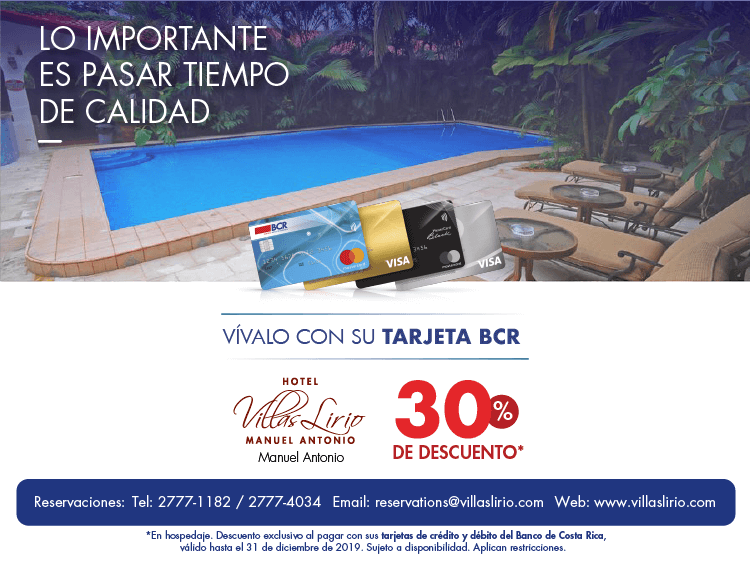 LO IMPORTANTE
ES PASAR TIEMPO
DE CALIDAD
BCR
VISA
VISA
VÍVALO CON SU TARJETA BCR
HOTEL
Villas Lirio
MANUEL ANTONIO
Manuel Antonio
30%
DE DESCUENTO*
Reservaciones: Tel: 2777-1182 / 2777-4034 Email: reservations@villaslirio.com Web: www.villaslirio.com
*En hospedaje. Descuento exclusivo al pagar con sus tarjetas de crédito y débito del Banco de Costa Rica,
válido hasta el 31 de diciembre de 2019. Sujeto a disponibilidad. Aplican restricciones.